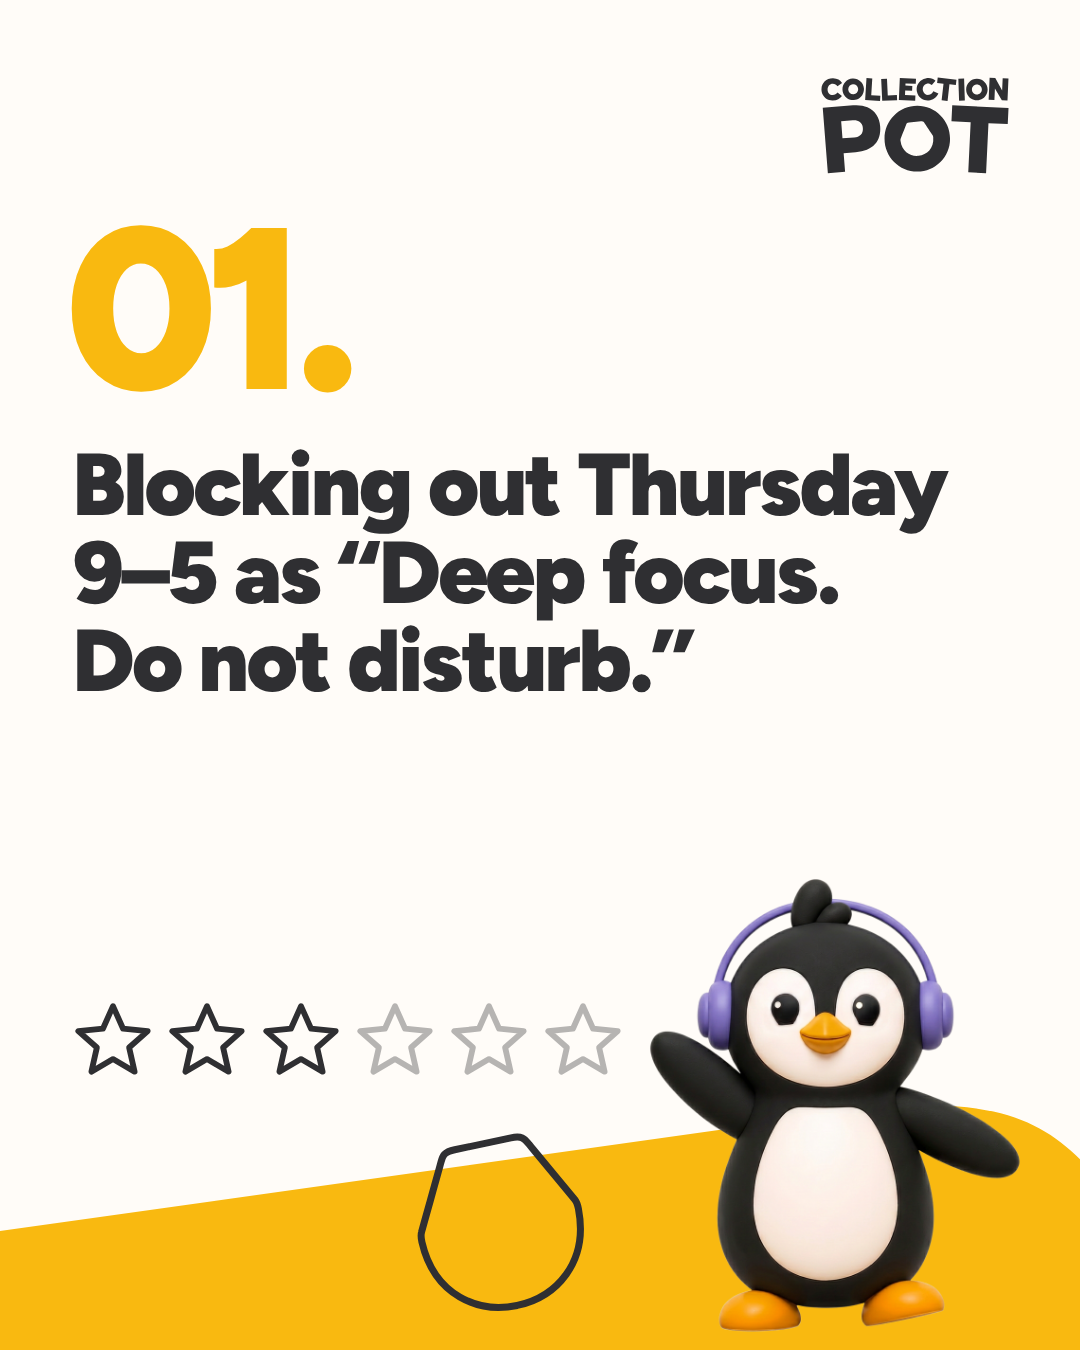 COLLECTION
POT
01.
Blocking out Thursday
9–5 as “Deep focus.
Do not disturb.”